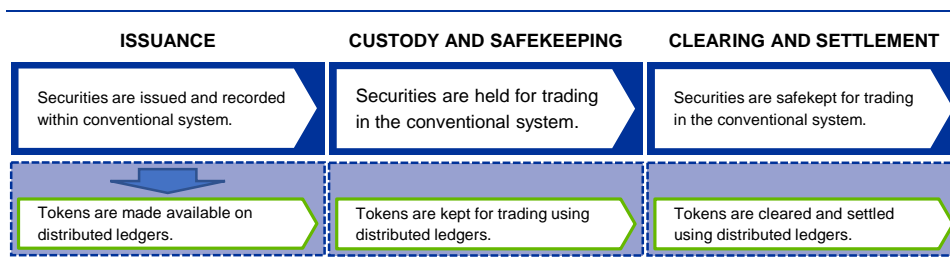 ISSUANCE
CUSTODY AND SAFEKEEPING
CLEARING AND SETTLEMENT
Securities are issued and recorded
within conventional system.
Securities are held for trading
in the conventional system.
Securities are safekept for trading
in the conventional system.
Tokens are made available on
distributed ledgers.
Tokens are kept for trading using
distributed ledgers.
Tokens are cleared and settled
using distributed ledgers.